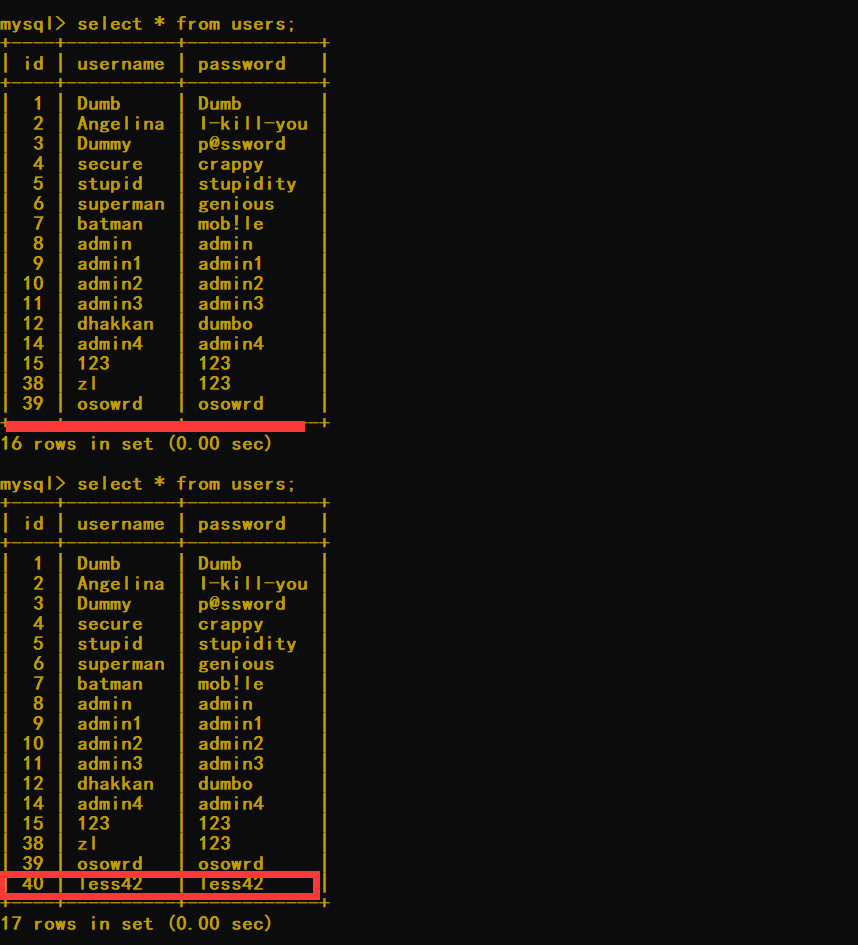 mysql> select * from users;
+----+----------+------------+
| id | username | password   |
+----+----------+------------+
|  1 | Dumb     | Dumb       |
|  2 | Angelina | I-kill-you |
|  3 | Dummy    | p@ssword   |
|  4 | secure   | crappy     |
|  5 | stupid   | stupidity  |
|  6 | superman | genious    |
|  7 | batman   | mob!le     |
|  8 | admin    | admin      |
|  9 | admin1   | admin1     |
| 10 | admin2   | admin2     |
| 11 | admin3   | admin3     |
| 12 | dhakkan  | dumbo      |
| 14 | admin4   | admin4     |
| 15 | 123      | 123        |
| 38 | zl       | 123        |
| 39 | osowrd   | osowrd     |
+----+----------+------------+
16 rows in set (0.00 sec)
mysql> select * from users;
+----+----------+------------+
| id | username | password   |
+----+----------+------------+
|  1 | Dumb     | Dumb       |
|  2 | Angelina | I-kill-you |
|  3 | Dummy    | p@ssword   |
|  4 | secure   | crappy     |
|  5 | stupid   | stupidity  |
|  6 | superman | genious    |
|  7 | batman   | mob!le     |
|  8 | admin    | admin      |
|  9 | admin1   | admin1     |
| 10 | admin2   | admin2     |
| 11 | admin3   | admin3     |
| 12 | dhakkan  | dumbo      |
| 14 | admin4   | admin4     |
| 15 | 123      | 123        |
| 38 | zl       | 123        |
| 39 | osowrd   | osowrd     |
| 40 | less42   | less42     |
+----+----------+------------+
17 rows in set (0.00 sec)